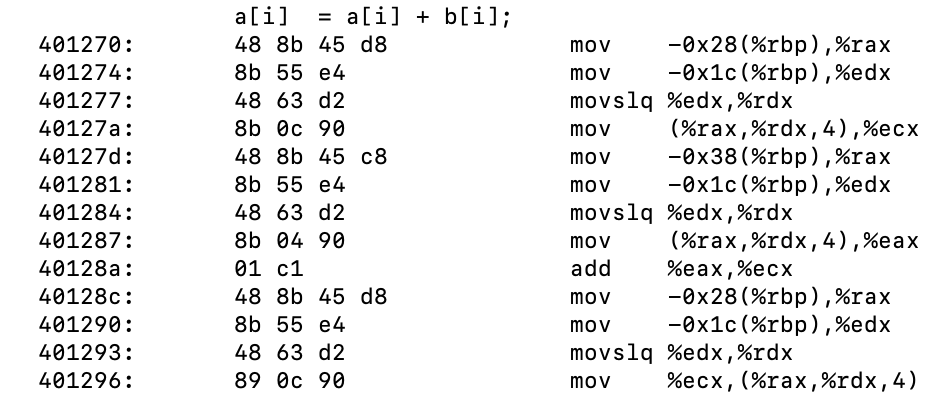 a[i]  = a[i] + b[i];
401270:       48 8b 45 d8             mov    -0x28(%rbp),%rax
401274:       8b 55 e4                mov    -0x1c(%rbp),%edx
401277:       48 63 d2                movslq %edx,%rdx
40127a:       8b 0c 90                mov    (%rax,%rdx,4),%ecx
40127d:       48 8b 45 c8             mov    -0x38(%rbp),%rax
401281:       8b 55 e4                mov    -0x1c(%rbp),%edx
401284:       48 63 d2                movslq %edx,%rdx
401287:       8b 04 90                mov    (%rax,%rdx,4),%eax
40128a:       01 c1                   add    %eax,%ecx
40128c:       48 8b 45 d8             mov    -0x28(%rbp),%rax
401290:       8b 55 e4                mov    -0x1c(%rbp),%edx
401293:       48 63 d2                movslq %edx,%rdx
401296:       89 0c 90                mov    %ecx,(%rax,%rdx,4)